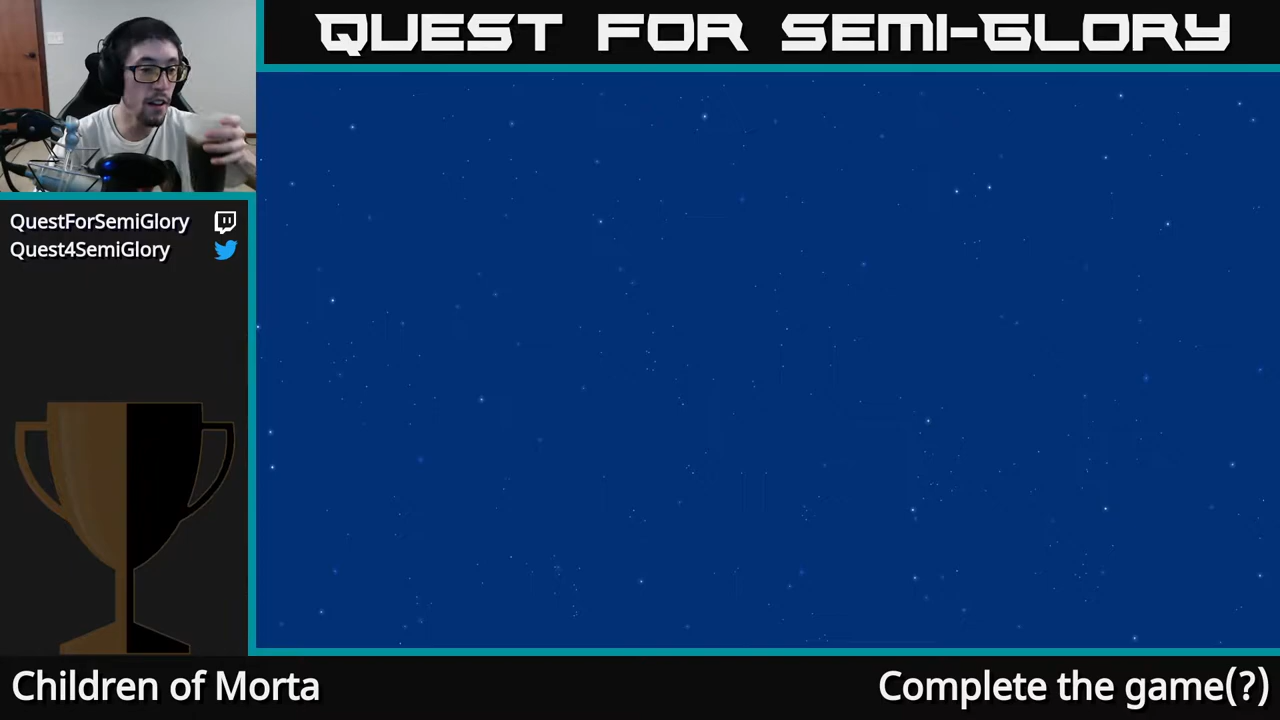 QUEST FOR SEMI-GLORY
QuestForSemiGlory
Quest4SemiGlory
Children of Morta
Complete the game(?)